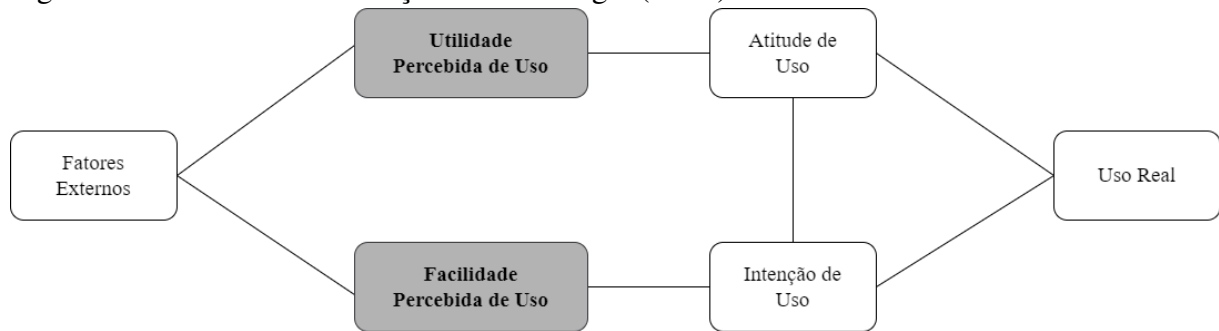 Utilidade
Percebida de Uso
Atitude de
Uso
Fatores
Externos
Uso Real
Facilidade
Percebida de Uso
Intenção de
Uso